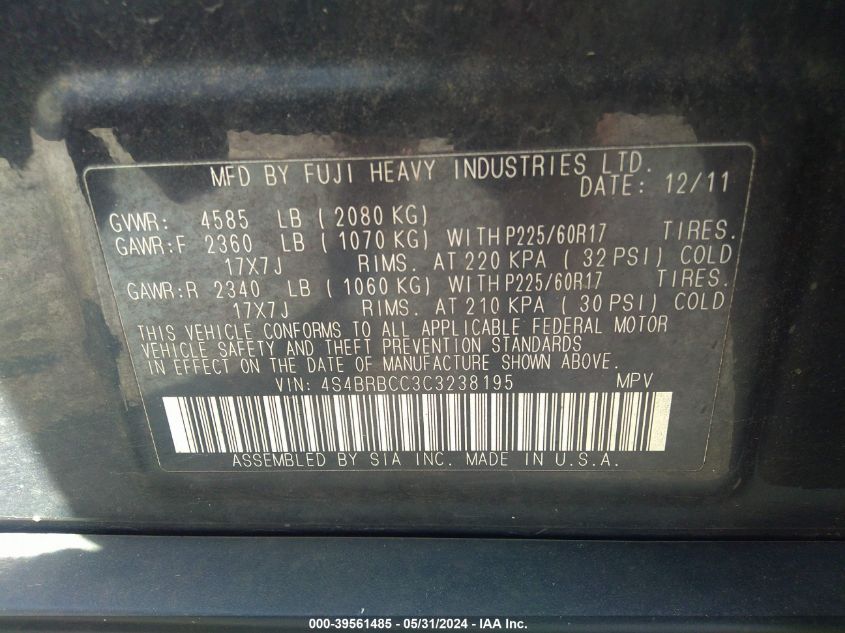 MFD BY FUJI HEAVY INDUSTRIES LTD.
DATE: 12/11
GVWR: 4585 LB ( 2080 KG)
GAWR:F 2360 LB ( 1070 KG) WITH P225/60R17 TIRES.
17X7J RIMS. AT 220 KPA ( 32 PSI) COLD
GAWR:R 2340 LB ( 1060 KG) WITH P225/60R17 TIRES.
17X7J RIMS. AT 210 KPA ( 30 PSI) COLD
THIS VEHICLE CONFORMS TO ALL APPLICABLE FEDERAL MOTOR
VEHICLE SAFETY AND THEFT PREVENTION STANDARDS
IN EFFECT ON THE DATE OF MANUFACTURE SHOWN ABOVE.
VIN: 4S4BRBCC3C3238195 MPV
ASSEMBLED BY SIA INC. MADE IN U.S.A.
000-39561485 - 05/31/2024 - IAA Inc.